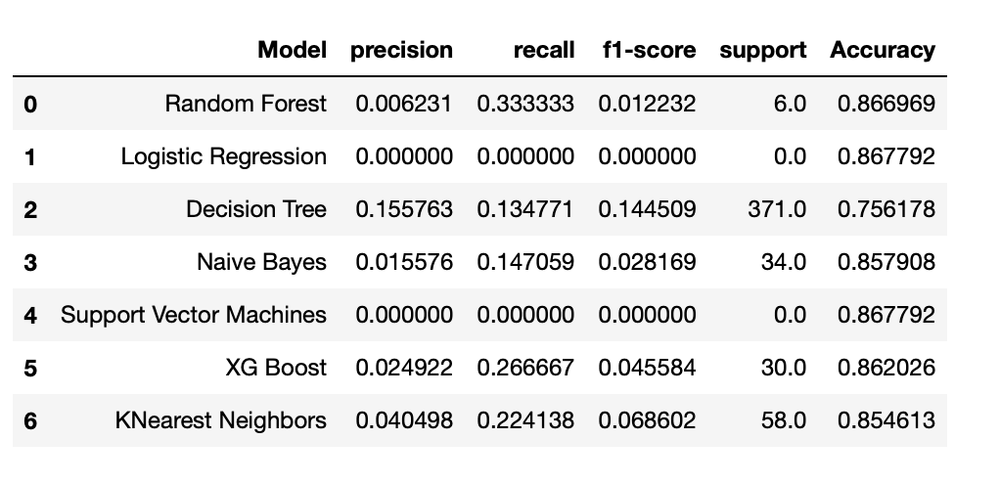 Model precision recall f1-score support Accuracy
0 Random Forest 0.006231 0.333333 0.012232 6.0 0.866969
1 Logistic Regression 0.000000 0.000000 0.000000 0.0 0.867792
2 Decision Tree 0.155763 0.134771 0.144509 371.0 0.756178
3 Naive Bayes 0.015576 0.147059 0.028169 34.0 0.857908
4 Support Vector Machines 0.000000 0.000000 0.000000 0.0 0.867792
5 XG Boost 0.024922 0.266667 0.045584 30.0 0.862026
6 KNearest Neighbors 0.040498 0.224138 0.068602 58.0 0.854613